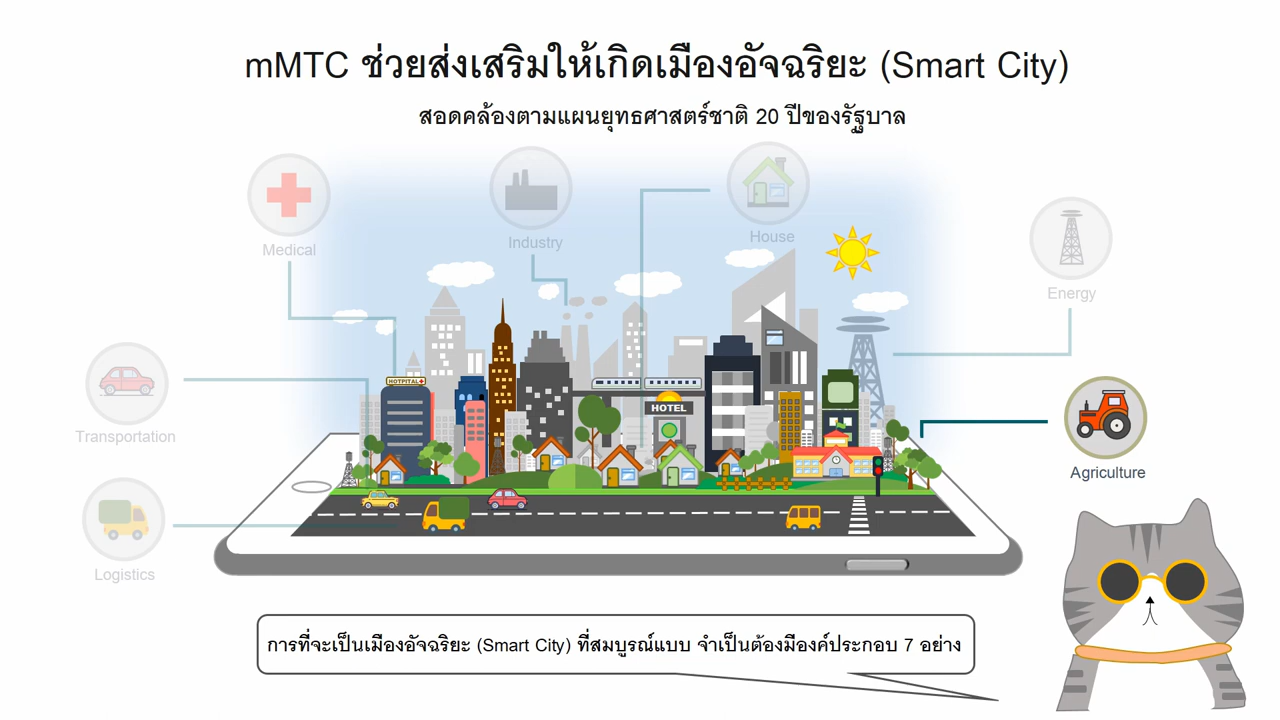 mMTC ช่วยส่งเสริมให้เกิดเมืองอัจฉริยะ (Smart City)
สอดคล้องตามแผนยุทธศาสตร์ชาติ 20 ปีของรัฐบาล
Medical
Industry
House
Energy
Transportation
HOTPITAL+
HOTEL
Agriculture
Logistics
การที่จะเป็นเมืองอัจฉริยะ (Smart City) ที่สมบูรณ์แบบ จำเป็นต้องมีองค์ประกอบ 7 อย่าง